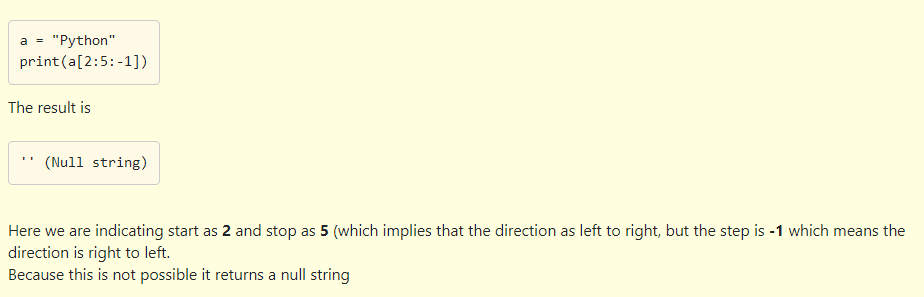 a = "Python"
print(a[2:5:-1])
The result is
'' (Null string)
Here we are indicating start as 2 and stop as 5 (which implies that the direction as left to right, but the step is -1 which means the
direction is right to left.
Because this is not possible it returns a null string